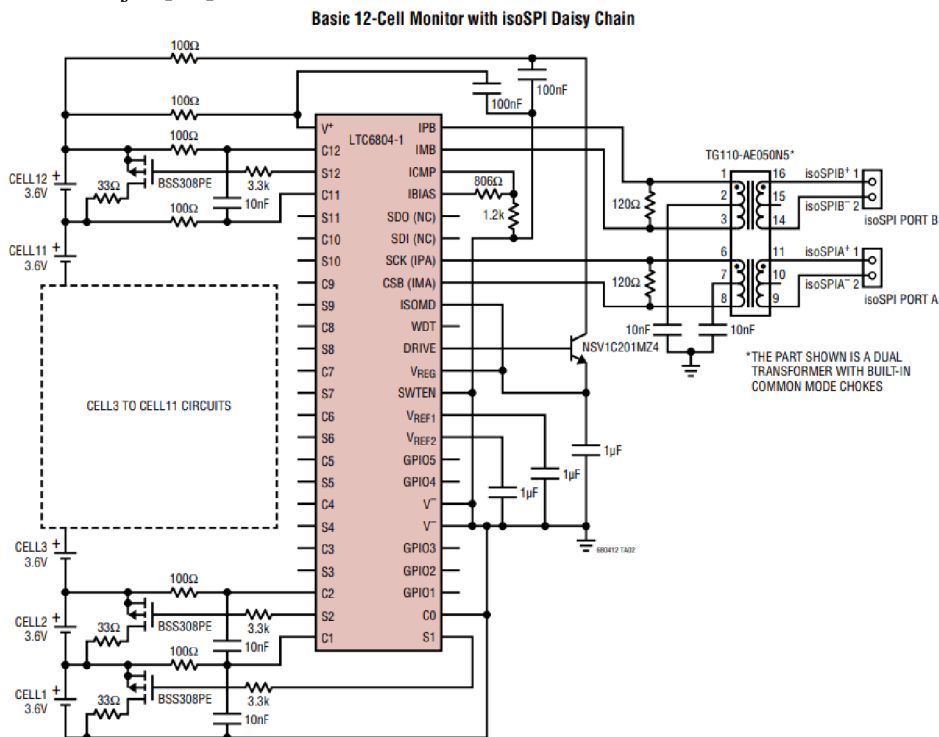 Basic 12-Cell Monitor with isoSPI Daisy Chain
100Ω
100nF
100nF
100Ω
100Ω
V+
LTC6804-1
IPB
C12
IMB
TG110-AE050N5*
S12
ICMP
CELL12 +
3.6V
33Ω
BSS308PE
3.3k
10nF
C11
IBIAS
806Ω
1.2k
120Ω
1
16
isoSPIB+ 1
2
15
isoSPIB− 2
3
14
isoSPI PORT B
100Ω
S11
SDO (NC)
CELL11 +
3.6V
C10
SDI (NC)
S10
SCK (IPA)
6
11
isoSPIA+ 1
C9
CSB (IMA)
120Ω
7
10
isoSPIA− 2
S9
ISOMD
8
9
isoSPI PORT A
C8
WDT
10nF
10nF
S8
DRIVE
NSV1C201MZ4
*THE PART SHOWN IS A DUAL
TRANSFORMER WITH BUILT-IN
COMMON MODE CHOKES
C7
VREG
S7
SWTEN
CELL3 TO CELL11 CIRCUITS
C6
VREF1
S6
VREF2
1µF
C5
GPIO5
1µF
S5
GPIO4
1µF
C4
V−
S4
V−
680412 TA02
CELL3 +
3.6V
C3
GPIO3
S3
GPIO2
100Ω
C2
GPIO1
CELL2 +
3.6V
33Ω
BSS308PE
3.3k
10nF
S2
C0
C1
S1
100Ω
CELL1 +
3.6V
33Ω
BSS308PE
3.3k
10nF